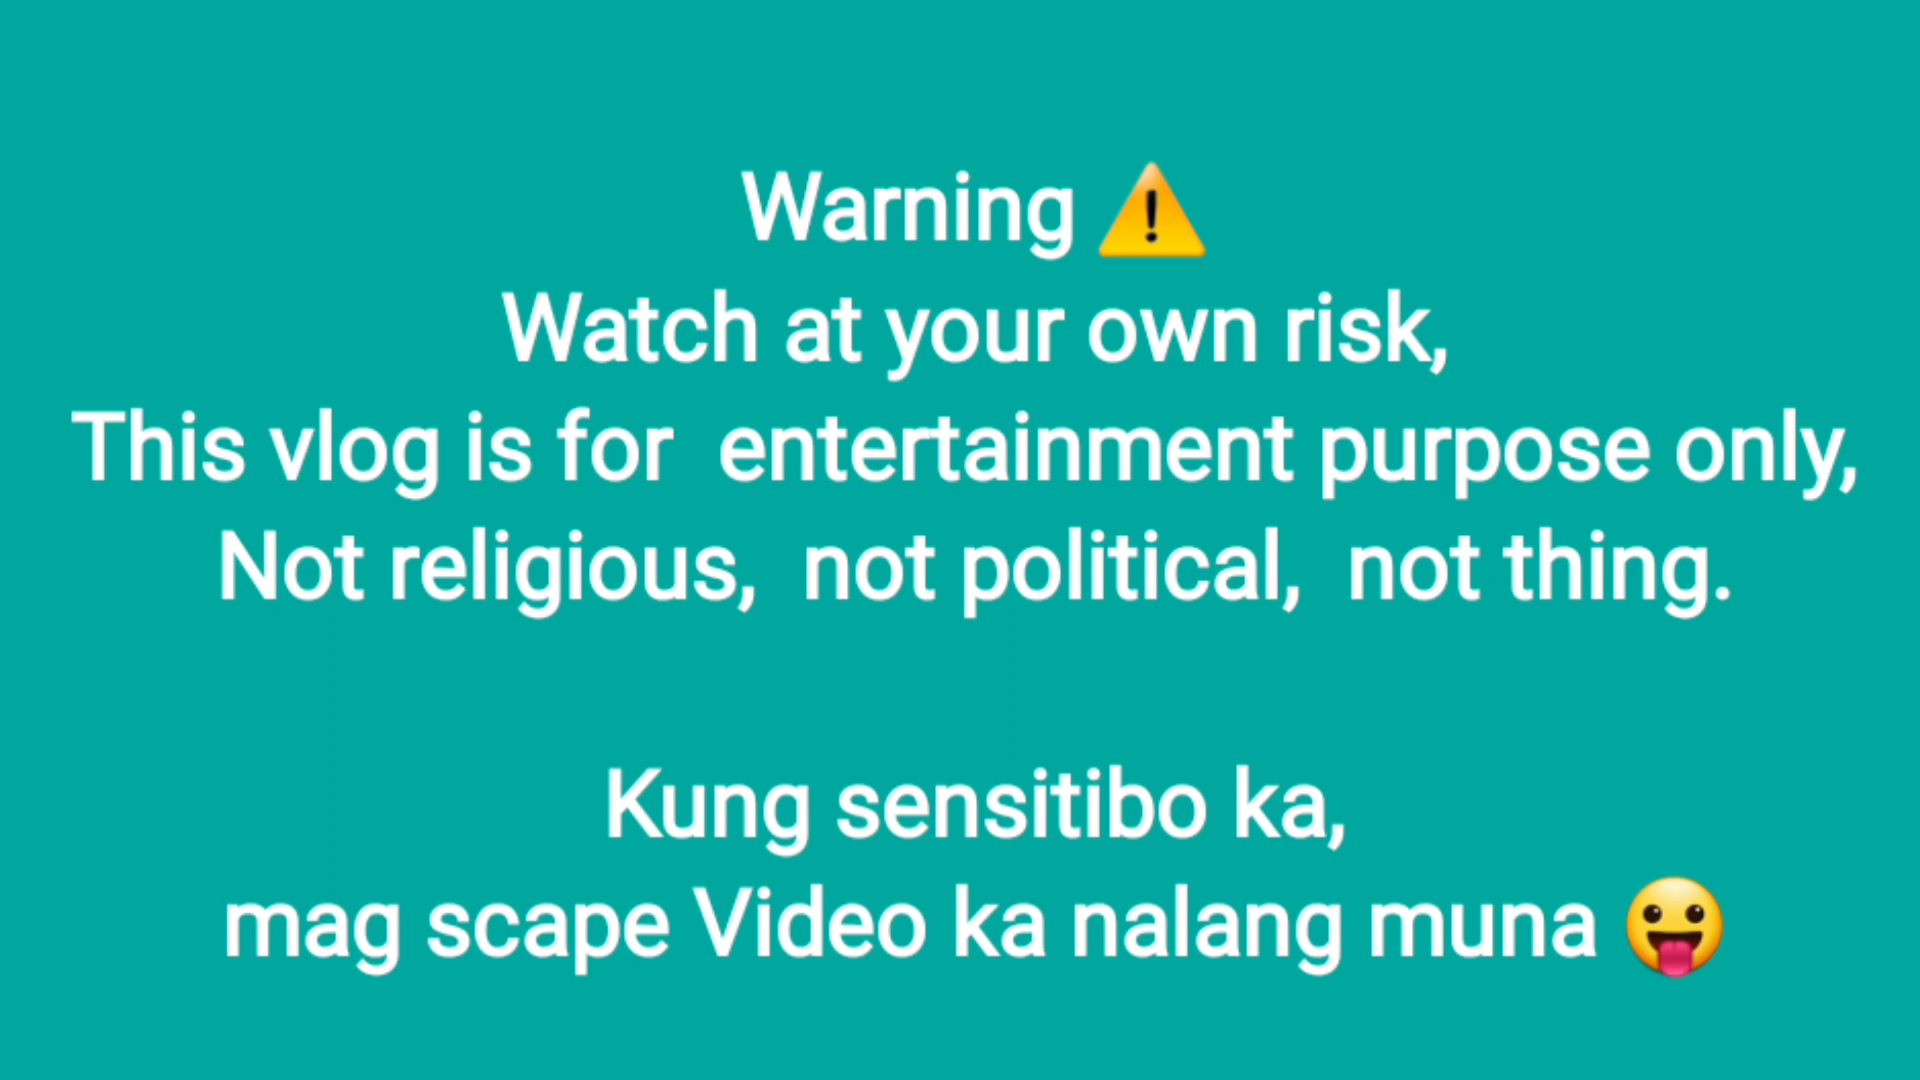 Warning ⚠️
Watch at your own risk,
This vlog is for  entertainment purpose only,
Not religious,  not political,  not thing.
Kung sensitibo ka,
mag scape Video ka nalang muna 😛